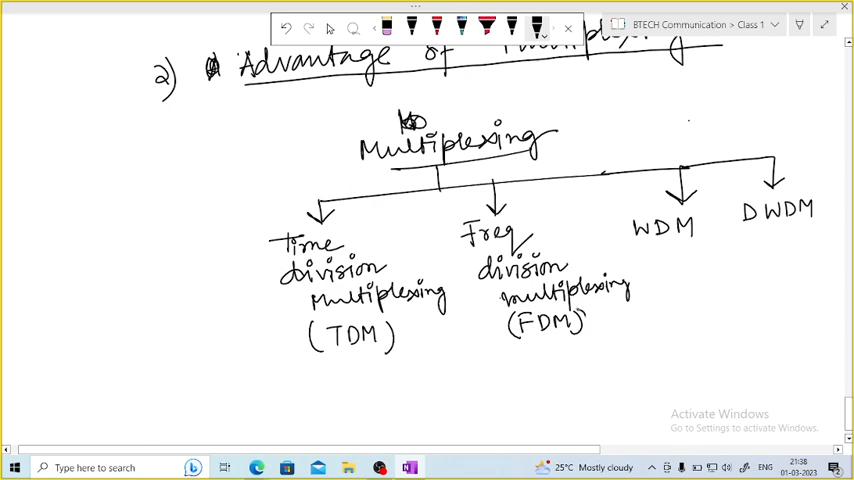 BTECH Communication > Class 1
2) Advantage of
Multiplexing
Time
division
Multiplexing
(TDM)
Freq
division
multiplexing
(FDM)
WDM
DWDM
Activate Windows
Go to Settings to activate Windows.
Type here to search
25°C Mostly cloudy
ENG
21:38
01-03-2023
2